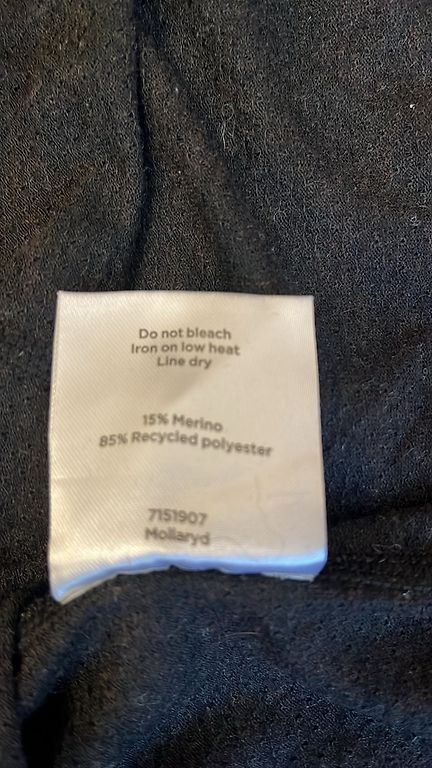 Do not bleach
Iron on low heat
Line dry
15% Merino
85% Recycled polyester
7151907
Mollaryd